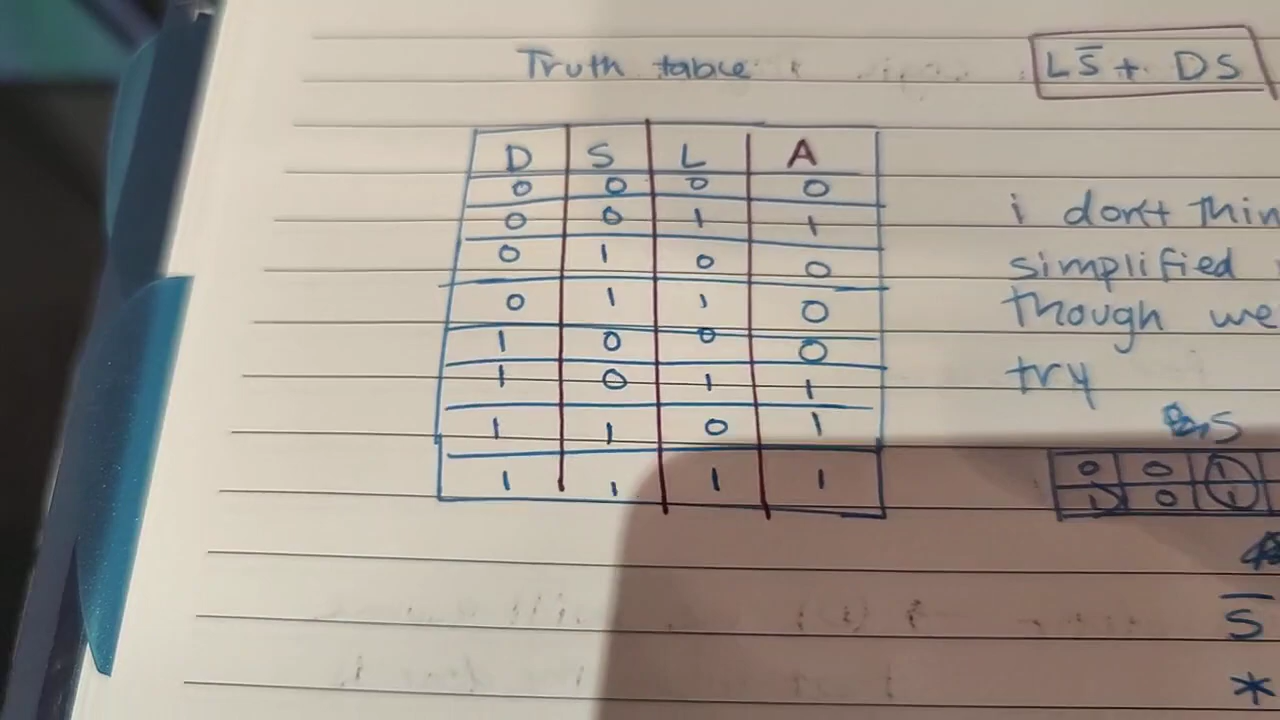 Truth table
LS̅ + DS
D S L A
0 0 0 0
0 0 1 1
0 1 0 0
0 1 1 0
1 0 0 0
1 0 1 1
1 1 0 1
1 1 1 1
i don't thin
simplified
though we
try
S
0 0 1
1 0 1
S̅
*